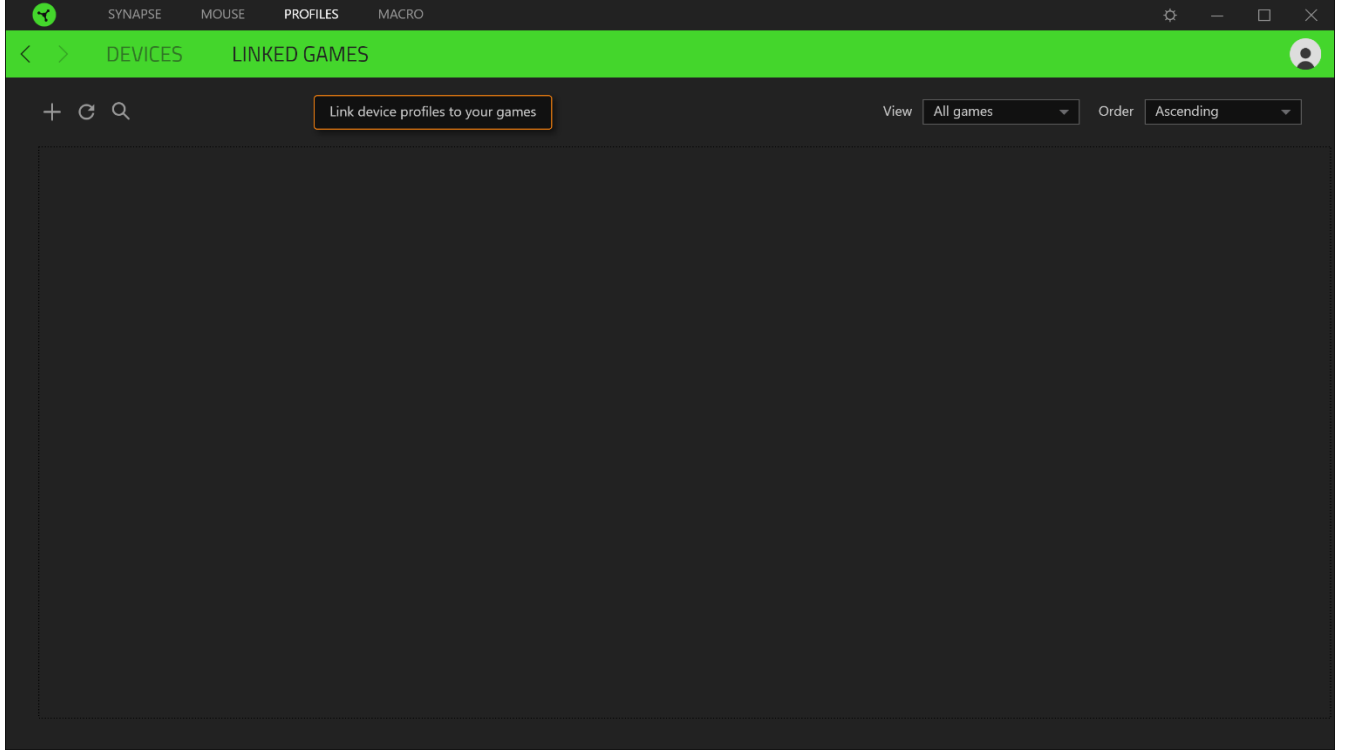 SYNAPSE MOUSE PROFILES MACRO
DEVICES LINKED GAMES
Link device profiles to your games View All games Order Ascending